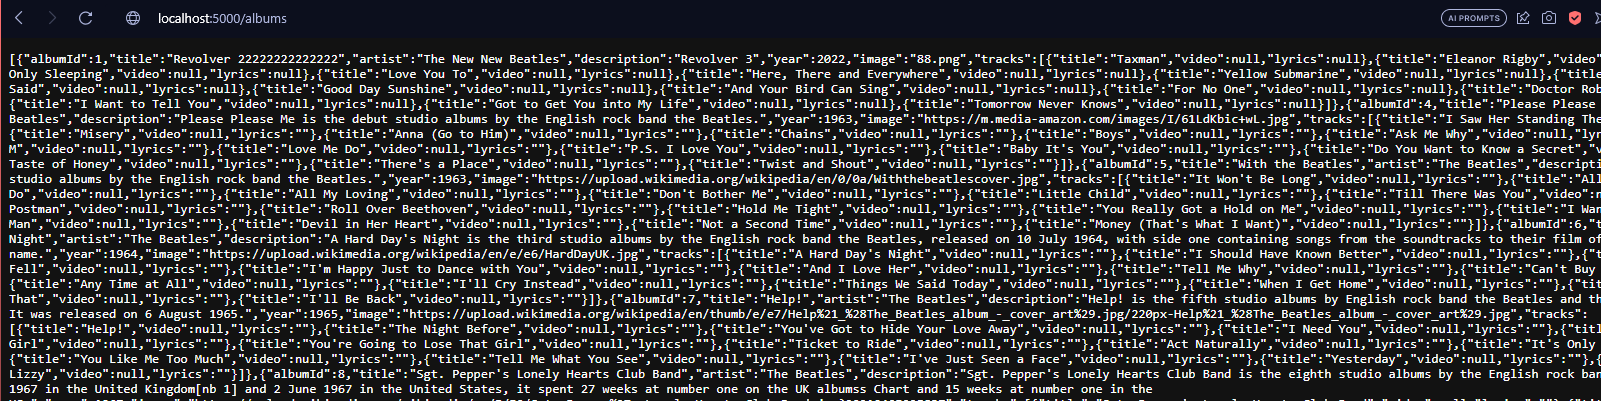 localhost:5000/albums
AI PROMPTS
[{"albumId":1,"title":"Revolver 22222222222222","artist":"The New New Beatles","description":"Revolver 3","year":2022,"image":"88.png","tracks":[{"title":"Taxman","video":null,"lyrics":null},{"title":"Eleanor Rigby","video"
Only Sleeping","video":null,"lyrics":null},{"title":"Love You To","video":null,"lyrics":null},{"title":"Here, There and Everywhere","video":null,"lyrics":null},{"title":"Yellow Submarine","video":null,"lyrics":null},{"title":
Said","video":null,"lyrics":null},{"title":"Good Day Sunshine","video":null,"lyrics":null},{"title":"And Your Bird Can Sing","video":null,"lyrics":null},{"title":"For No One","video":null,"lyrics":null},{"title":"Doctor Rob
{"title":"I Want to Tell You","video":null,"lyrics":null},{"title":"Got to Get You into My Life","video":null,"lyrics":null},{"title":"Tomorrow Never Knows","video":null,"lyrics":null}]},{"albumId":4,"title":"Please Please
Beatles","description":"Please Please Me is the debut studio albums by the English rock band the Beatles.","year":1963,"image":"https://m.media-amazon.com/images/I/61LdKbic+wL.jpg","tracks":[{"title":"I Saw Her Standing The
{"title":"Misery","video":null,"lyrics":""},{"title":"Anna (Go to Him)","video":null,"lyrics":""},{"title":"Chains","video":null,"lyrics":""},{"title":"Boys","video":null,"lyrics":""},{"title":"Ask Me Why","video":null,"lyr
M","video":null,"lyrics":""},{"title":"Love Me Do","video":null,"lyrics":""},{"title":"P.S. I Love You","video":null,"lyrics":""},{"title":"Baby It's You","video":null,"lyrics":""},{"title":"Do You Want to Know a Secret","v
Taste of Honey","video":null,"lyrics":""},{"title":"There's a Place","video":null,"lyrics":""},{"title":"Twist and Shout","video":null,"lyrics":""}]},{"albumId":5,"title":"With the Beatles","artist":"The Beatles","descripti
studio albums by the English rock band the Beatles.","year":1963,"image":"https://upload.wikimedia.org/wikipedia/en/0/0a/Withthebeatlescover.jpg","tracks":[{"title":"It Won't Be Long","video":null,"lyrics":""},{"title":"All
Do","video":null,"lyrics":""},{"title":"All My Loving","video":null,"lyrics":""},{"title":"Don't Bother Me","video":null,"lyrics":""},{"title":"Little Child","video":null,"lyrics":""},{"title":"Till There Was You","video":n
Postman","video":null,"lyrics":""},{"title":"Roll Over Beethoven","video":null,"lyrics":""},{"title":"Hold Me Tight","video":null,"lyrics":""},{"title":"You Really Got a Hold on Me","video":null,"lyrics":""},{"title":"I Wan
Man","video":null,"lyrics":""},{"title":"Devil in Her Heart","video":null,"lyrics":""},{"title":"Not a Second Time","video":null,"lyrics":""},{"title":"Money (That's What I Want)","video":null,"lyrics":""}]},{"albumId":6,"t
Night","artist":"The Beatles","description":"A Hard Day's Night is the third studio albums by the English rock band the Beatles, released on 10 July 1964, with side one containing songs from the soundtracks to their film of
name.","year":1964,"image":"https://upload.wikimedia.org/wikipedia/en/e/e6/HardDayUK.jpg","tracks":[{"title":"A Hard Day's Night","video":null,"lyrics":""},{"title":"I Should Have Known Better","video":null,"lyrics":""},{"t
Fell","video":null,"lyrics":""},{"title":"I'm Happy Just to Dance with You","video":null,"lyrics":""},{"title":"And I Love Her","video":null,"lyrics":""},{"title":"Tell Me Why","video":null,"lyrics":""},{"title":"Can't Buy
{"title":"Any Time at All","video":null,"lyrics":""},{"title":"I'll Cry Instead","video":null,"lyrics":""},{"title":"Things We Said Today","video":null,"lyrics":""},{"title":"When I Get Home","video":null,"lyrics":""},
That","video":null,"lyrics":""},{"title":"I'll Be Back","video":null,"lyrics":""}]},{"albumId":7,"title":"Help!","artist":"The Beatles","description":"Help! is the fifth studio albums by English rock band the Beatles and th
It was released on 6 August 1965.","year":1965,"image":"https://upload.wikimedia.org/wikipedia/en/thumb/e/e7/Help%21_%28The_Beatles_album_-_cover_art%29.jpg/220px-Help%21_%28The_Beatles_album_-_cover_art%29.jpg","tracks":
[{"title":"Help!","video":null,"lyrics":""},{"title":"The Night Before","video":null,"lyrics":""},{"title":"You've Got to Hide Your Love Away","video":null,"lyrics":""},{"title":"I Need You","video":null,"lyrics":""},
Girl","video":null,"lyrics":""},{"title":"You're Going to Lose That Girl","video":null,"lyrics":""},{"title":"Ticket to Ride","video":null,"lyrics":""},{"title":"Act Naturally","video":null,"lyrics":""},{"title":"It's Only
{"title":"You Like Me Too Much","video":null,"lyrics":""},{"title":"Tell Me What You See","video":null,"lyrics":""},{"title":"I've Just Seen a Face","video":null,"lyrics":""},{"title":"Yesterday","video":null,"lyrics":""},
Lizzy","video":null,"lyrics":""}]},{"albumId":8,"title":"Sgt. Pepper's Lonely Hearts Club Band","artist":"The Beatles","description":"Sgt. Pepper's Lonely Hearts Club Band is the eighth studio albums by the English rock ban
1967 in the United Kingdom[nb 1] and 2 June 1967 in the United States, it spent 27 weeks at number one on the UK albumss Chart and 15 weeks at number one in the